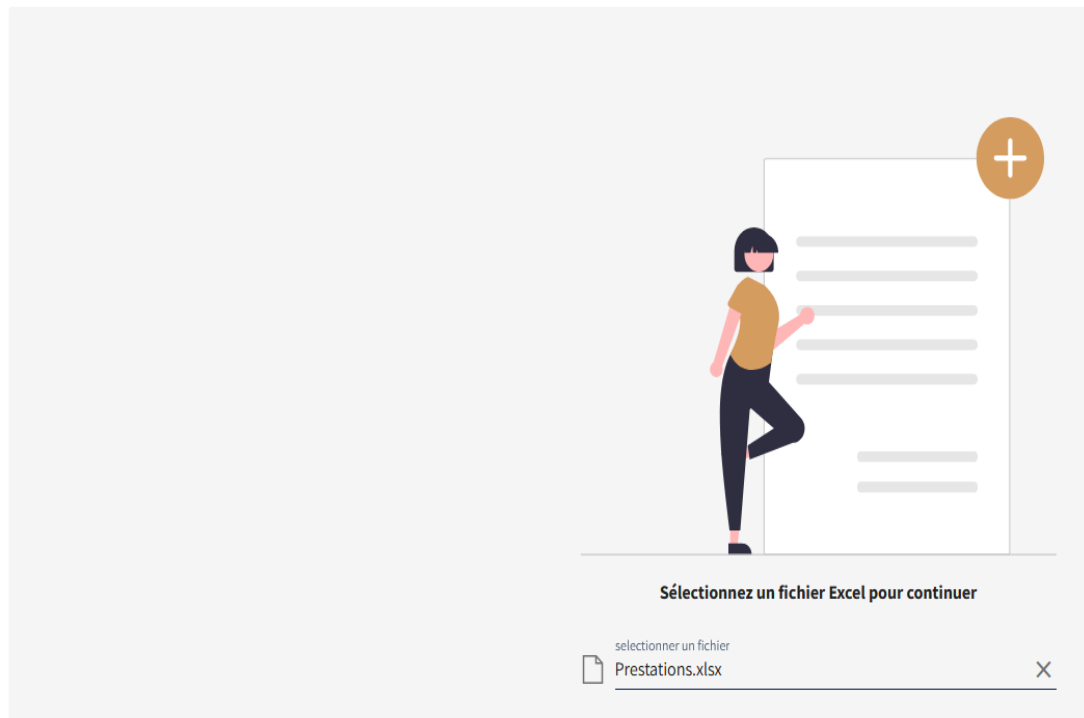 Sélectionnez un fichier Excel pour continuer
selectionner un fichier
Prestations.xlsx